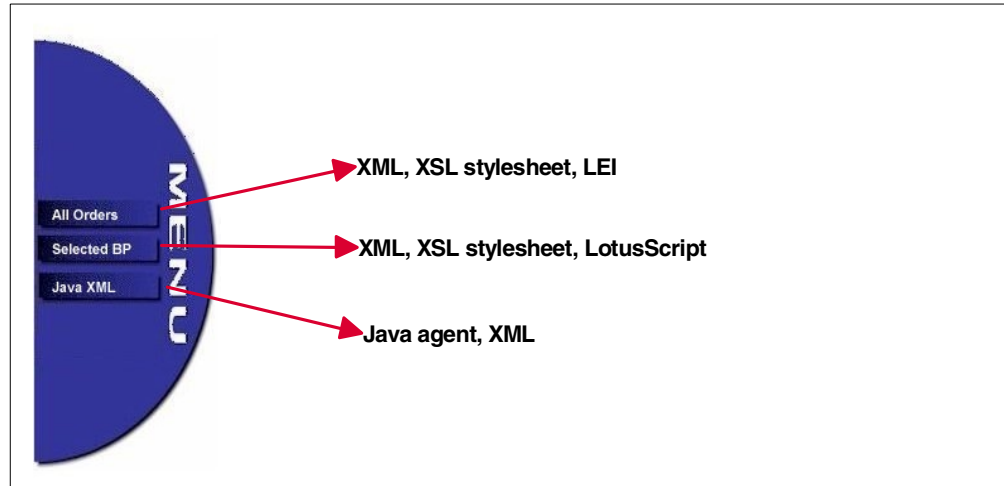 MENU
All Orders
XML, XSL stylesheet, LEI
Selected BP
XML, XSL stylesheet, LotusScript
Java XML
Java agent, XML